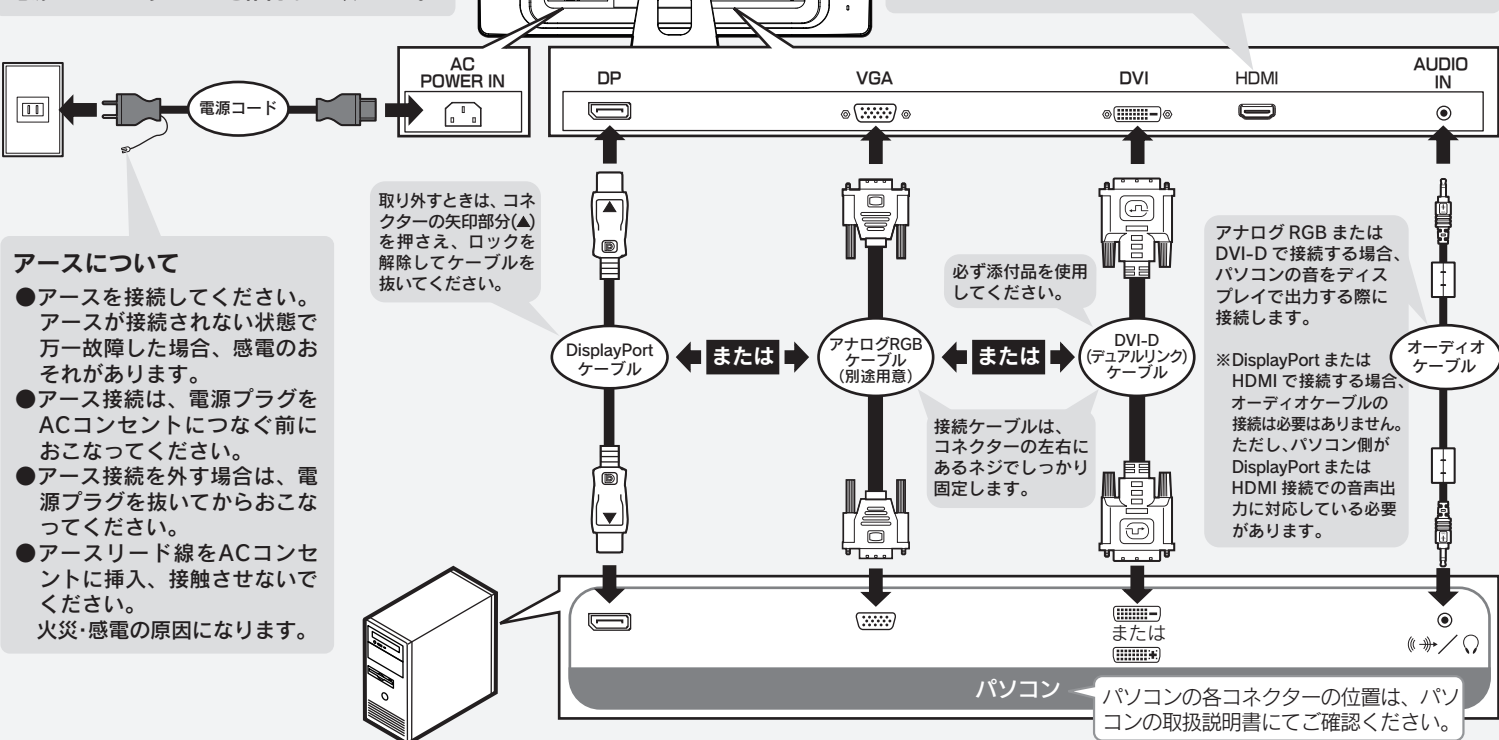 AC
POWER IN
DP
VGA
DVI
HDMI
AUDIO
IN
電源コード
アースについて
●アースを接続してください。
アースが接続されない状態で
万一故障した場合、感電のお
それがあります。
●アース接続は、電源プラグを
ACコンセントにつなぐ前に
おこなってください。
●アース接続を外す場合は、電
源プラグを抜いてからおこな
ってください。
●アースリード線をACコンセ
ントに挿入、接触させないで
ください。
火災・感電の原因になります。
取り外すときは、コネ
クターの矢印部分(▲)
を押さえ、ロックを
解除してケーブルを
抜いてください。
DisplayPort
ケーブル
または
アナログRGB
ケーブル
(別途用意)
または
必ず添付品を使用
してください。
DVI-D
(デュアルリンク)
ケーブル
接続ケーブルは、
コネクターの左右に
あるネジでしっかり
固定します。
アナログ RGB または
DVI-D で接続する場合、
パソコンの音をディス
プレイで出力する際に
接続します。
※DisplayPort または
HDMI で接続する場合、
オーディオケーブルの
接続は必要はありません。
ただし、パソコン側が
DisplayPort または
HDMI 接続での音声出
力に対応している必要
があります。
オーディオ
ケーブル
または
パソコン
パソコンの各コネクターの位置は、パソ
コンの取扱説明書にてご確認ください。